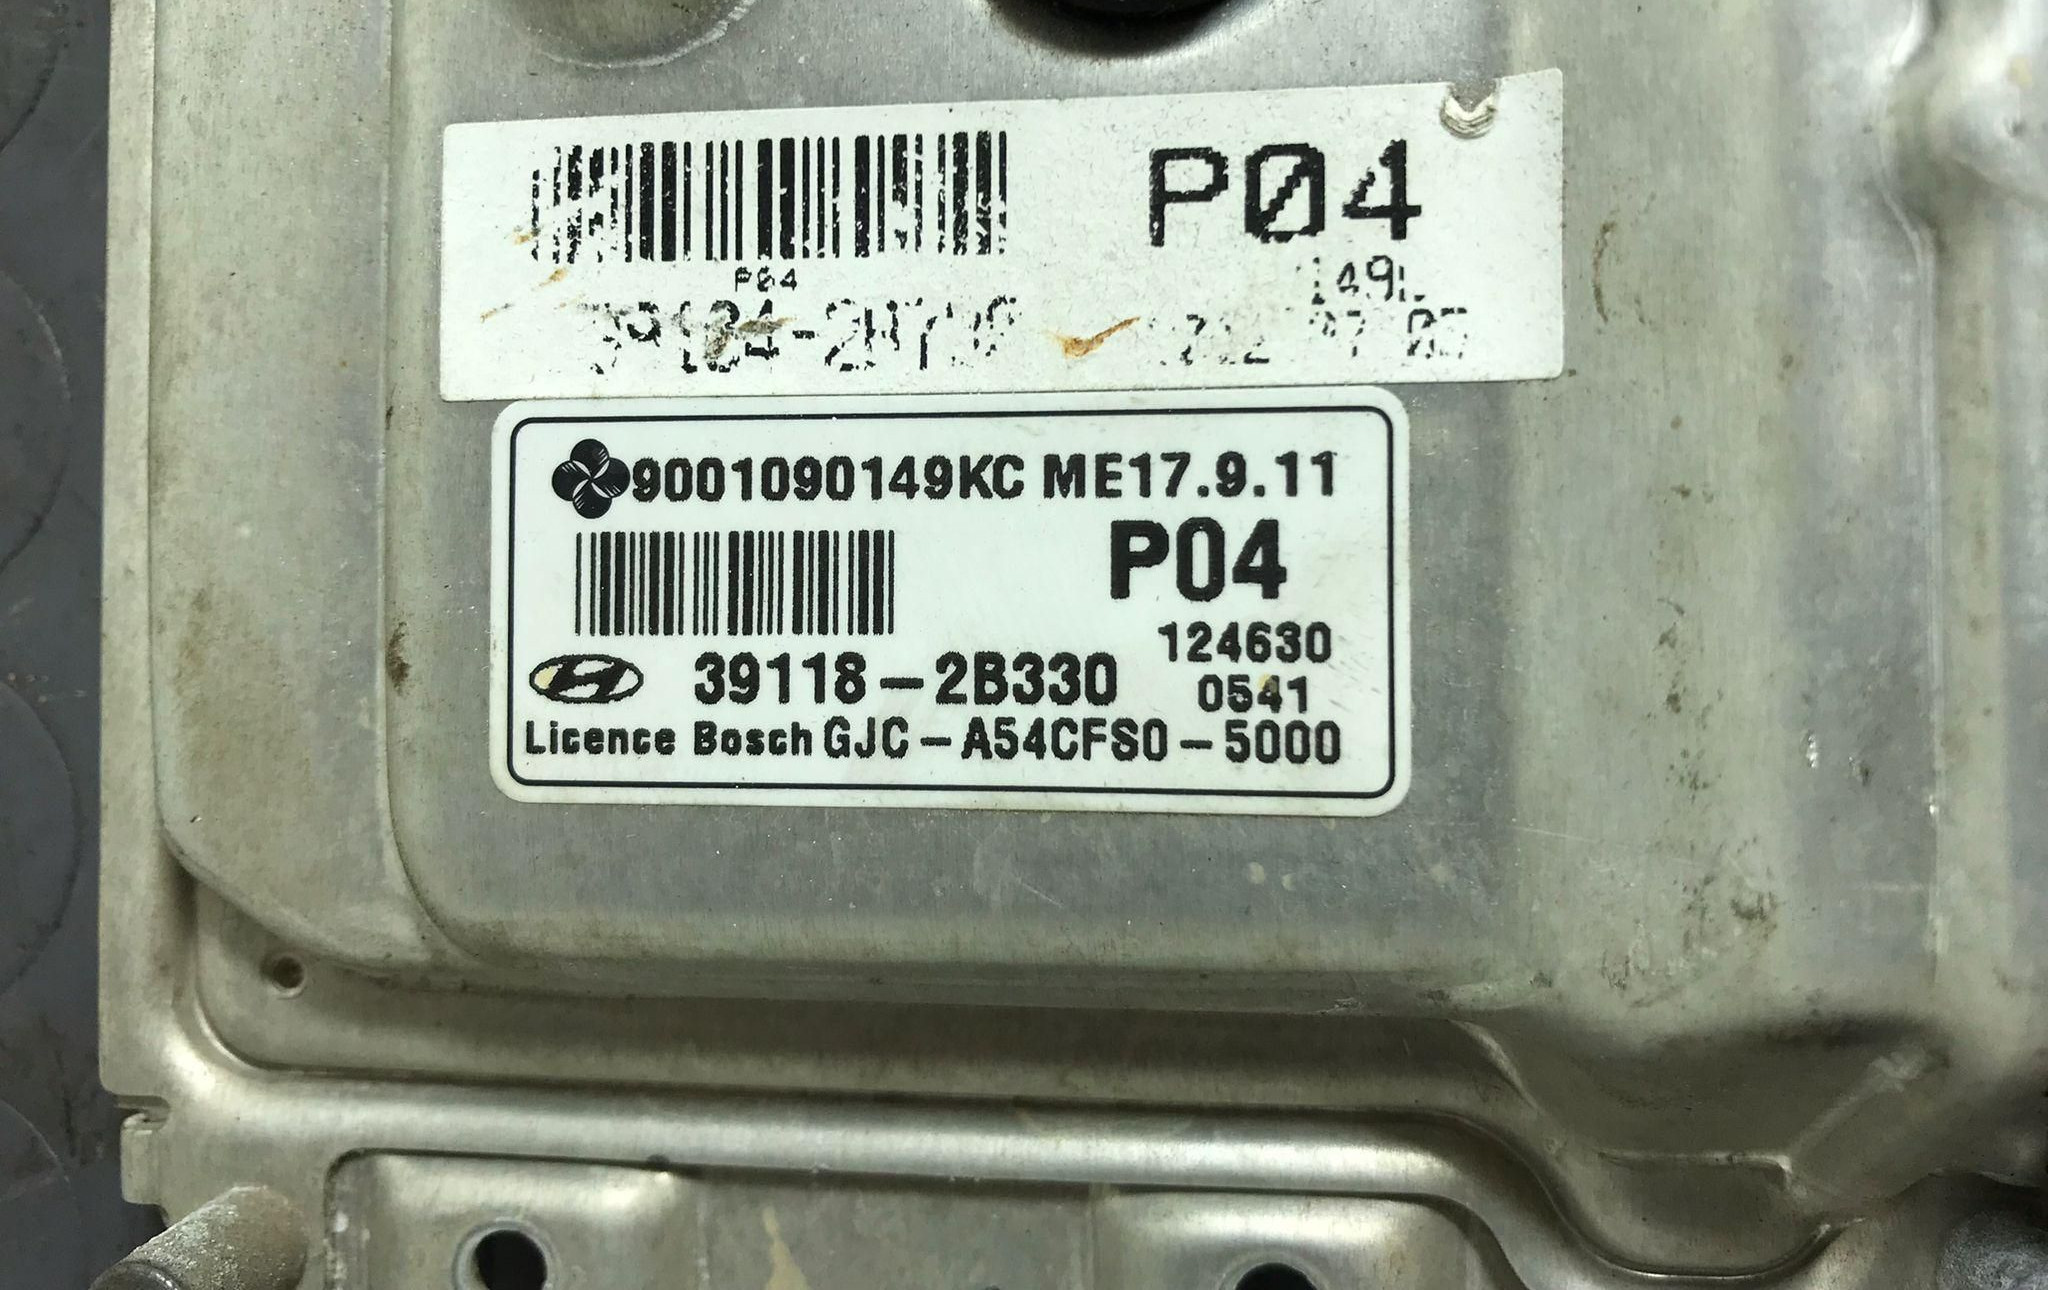 P04
P04
9001090149KC ME17.9.11
P04
124630
39118-2B330
0541
Licence Bosch GJC-A54CFS0-5000